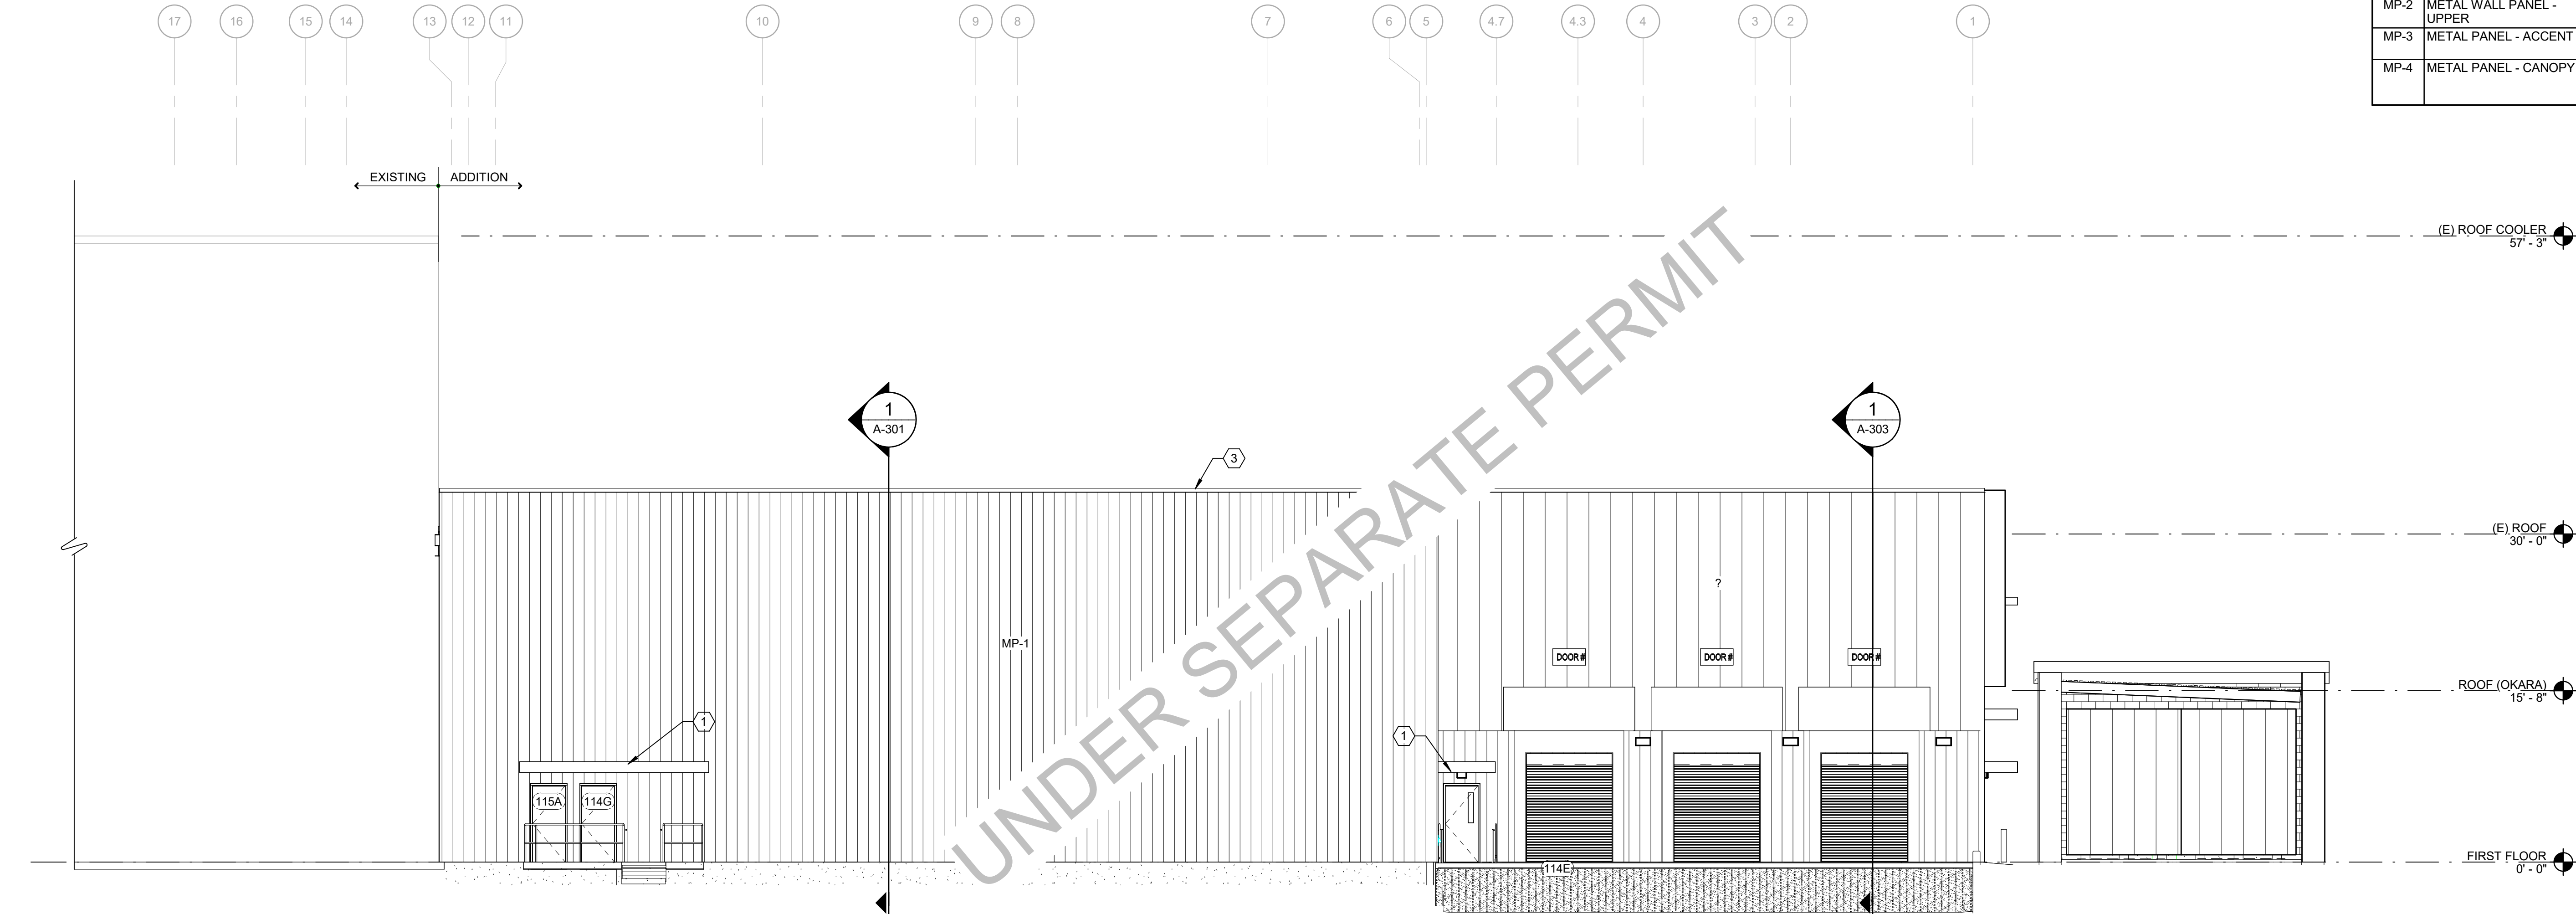 17 16 15 14 13 12 11 10 9 8 7 6 5 4.7 4.3 4 3 2 1
MP-2 METAL WALL PANEL -
UPPER
MP-3 METAL PANEL - ACCENT
MP-4 METAL PANEL - CANOPY
EXISTING ADDITION
(E) ROOF COOLER
57' - 3"
1
A-301
1
A-303
3
(E) ROOF
30' - 0"
?
MP-1
DOOR # DOOR # DOOR #
ROOF (OKARA)
15' - 8"
1
1
115A 114G
UNDER SEPARATE PERMIT
FIRST FLOOR
0' - 0"
114E